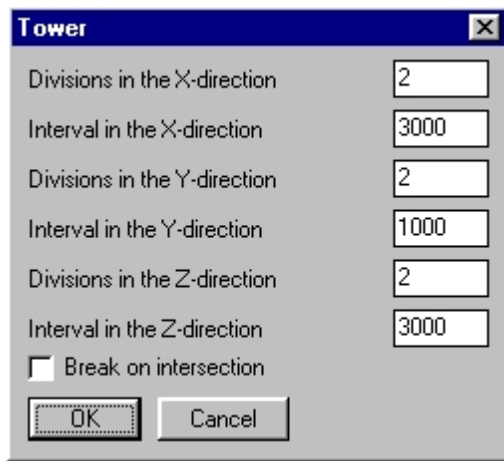 Tower
Divisions in the X-direction 2
Interval in the X-direction 3000
Divisions in the Y-direction 2
Interval in the Y-direction 1000
Divisions in the Z-direction 2
Interval in the Z-direction 3000
Break on intersection
OK Cancel